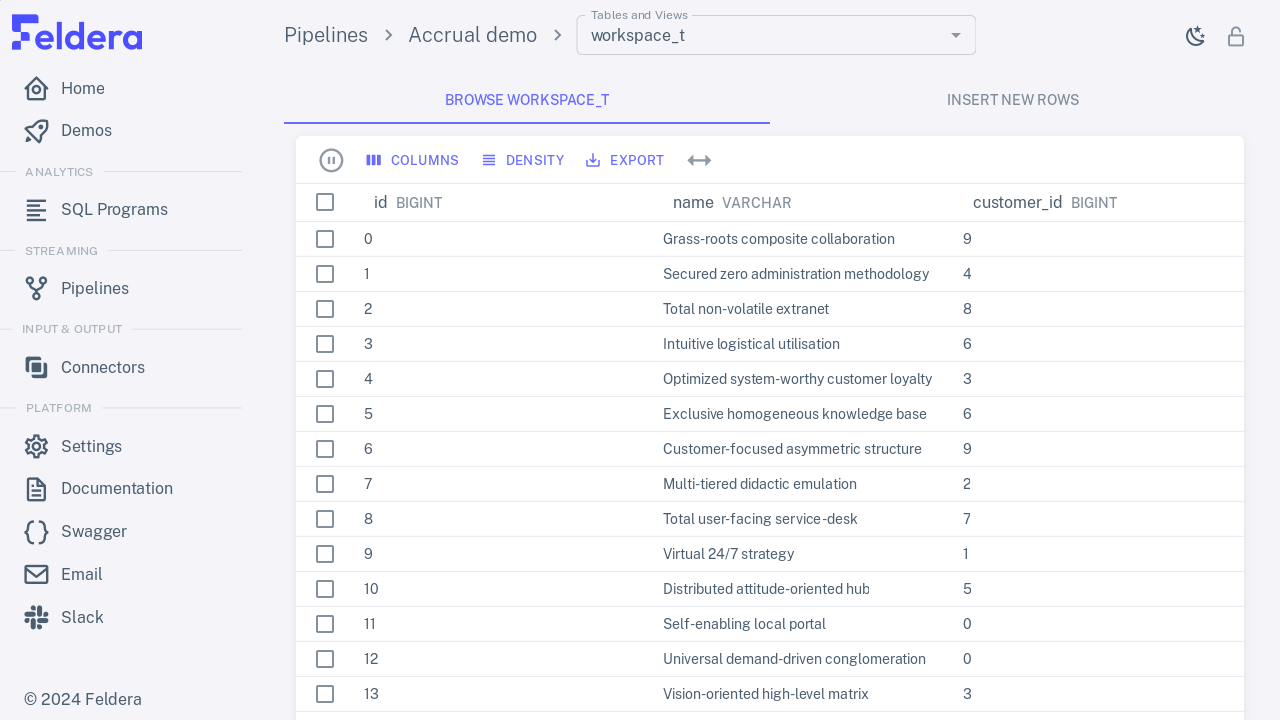 Feldera
Home
Demos
ANALYTICS
SQL Programs
STREAMING
Pipelines
INPUT & OUTPUT
Connectors
PLATFORM
Settings
Documentation
Swagger
Email
Slack
© 2024 Feldera
Pipelines Accrual demo
Tables and Views
workspace_t
BROWSE WORKSPACE_T INSERT NEW ROWS
COLUMNS DENSITY EXPORT
id BIGINT name VARCHAR customer_id BIGINT
0 Grass-roots composite collaboration 9
1 Secured zero administration methodology 4
2 Total non-volatile extranet 8
3 Intuitive logistical utilisation 6
4 Optimized system-worthy customer loyalty 3
5 Exclusive homogeneous knowledge base 6
6 Customer-focused asymmetric structure 9
7 Multi-tiered didactic emulation 2
8 Total user-facing service-desk 7
9 Virtual 24/7 strategy 1
10 Distributed attitude-oriented hub 5
11 Self-enabling local portal 0
12 Universal demand-driven conglomeration 0
13 Vision-oriented high-level matrix 3